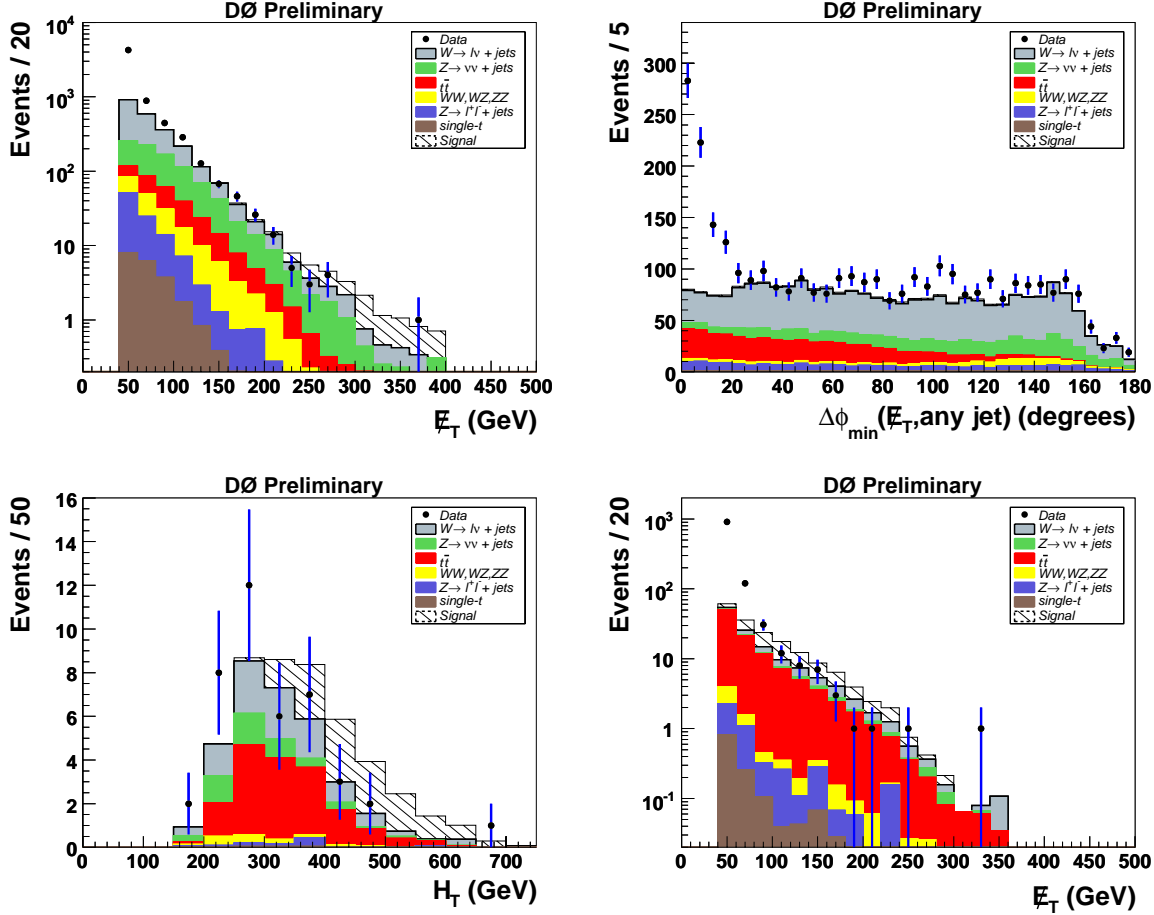 DØ Preliminary
Events / 20
10⁴
10³
10²
10
1
Data
W→ lν + jets
Z→ νν + jets
tt̄
WW,WZ,ZZ
Z→ l⁺l⁻+ jets
single-t
Signal
0 50 100 150 200 250 300 350 400 450 500
E̸_T (GeV)
DØ Preliminary
Events / 5
300
250
200
150
100
50
0
Data
W→ lν + jets
Z→ νν + jets
tt̄
WW,WZ,ZZ
Z→ l⁺l⁻+ jets
single-t
Signal
0 20 40 60 80 100 120 140 160 180
Δϕ_min(E̸_T,any jet) (degrees)
DØ Preliminary
Events / 50
16
14
12
10
8
6
4
2
0
Data
W→ lν + jets
Z→ νν + jets
tt̄
WW,WZ,ZZ
Z→ l⁺l⁻+ jets
single-t
Signal
0 100 200 300 400 500 600 700
H_T (GeV)
DØ Preliminary
Events / 20
10³
10²
10
1
10⁻¹
Data
W→ lν + jets
Z→ νν + jets
tt̄
WW,WZ,ZZ
Z→ l⁺l⁻+ jets
single-t
Signal
0 50 100 150 200 250 300 350 400 450 500
E̸_T (GeV)